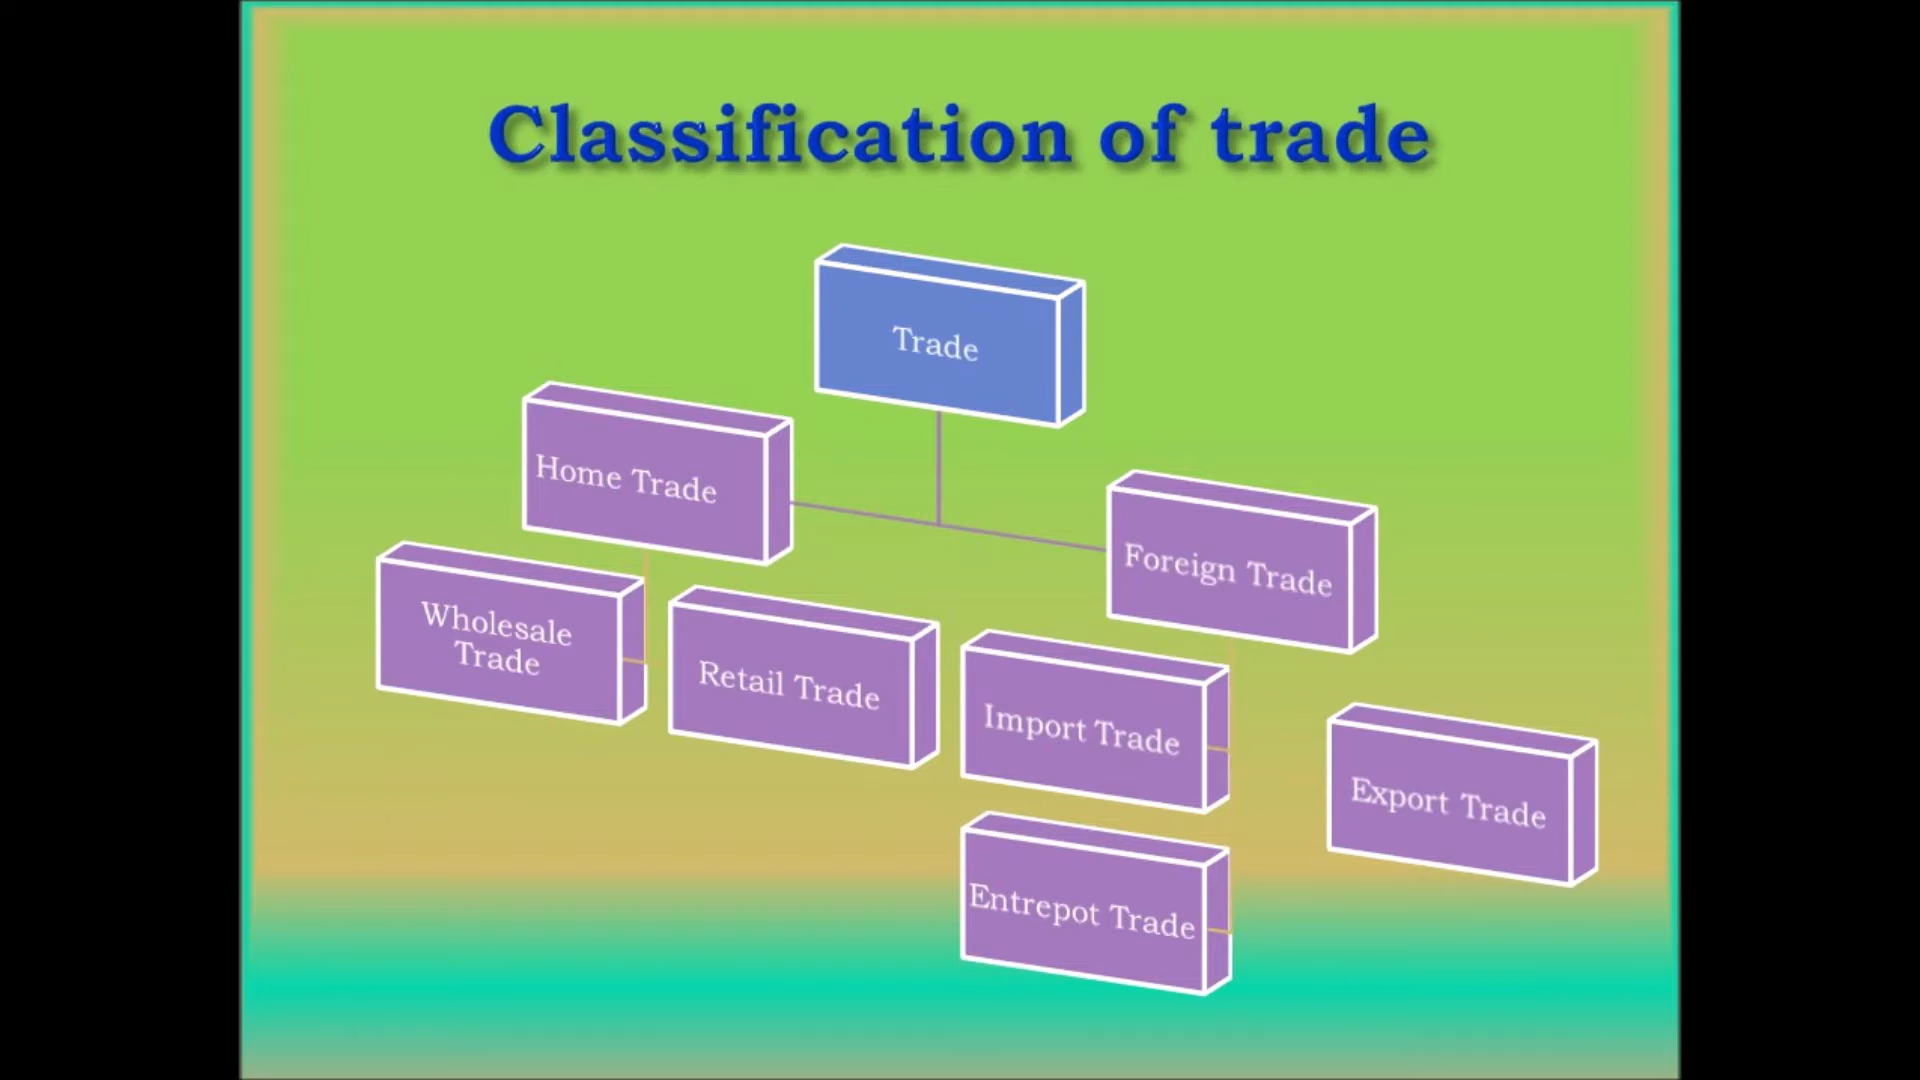 Classification of trade
Trade
Home Trade
Foreign Trade
Wholesale
Trade
Retail Trade
Import Trade
Export Trade
Entrepot Trade